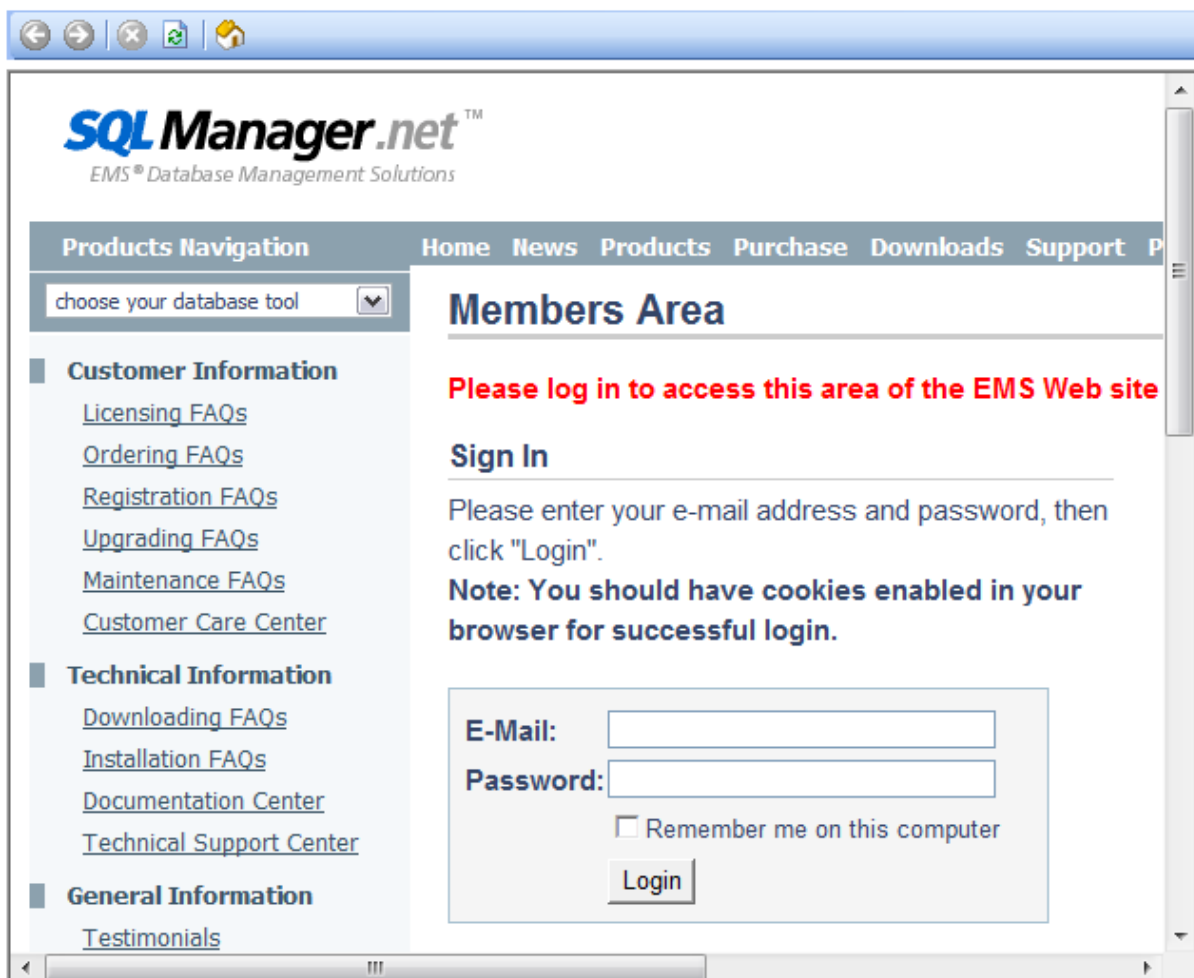 SQL Manager.net™
EMS® Database Management Solutions
Products Navigation
Home News Products Purchase Downloads Support P
choose your database tool
Customer Information
Licensing FAQs
Ordering FAQs
Registration FAQs
Upgrading FAQs
Maintenance FAQs
Customer Care Center
Technical Information
Downloading FAQs
Installation FAQs
Documentation Center
Technical Support Center
General Information
Testimonials
Members Area
Please log in to access this area of the EMS Web site
Sign In
Please enter your e-mail address and password, then
click "Login".
Note: You should have cookies enabled in your
browser for successful login.
E-Mail:
Password:
Remember me on this computer
Login